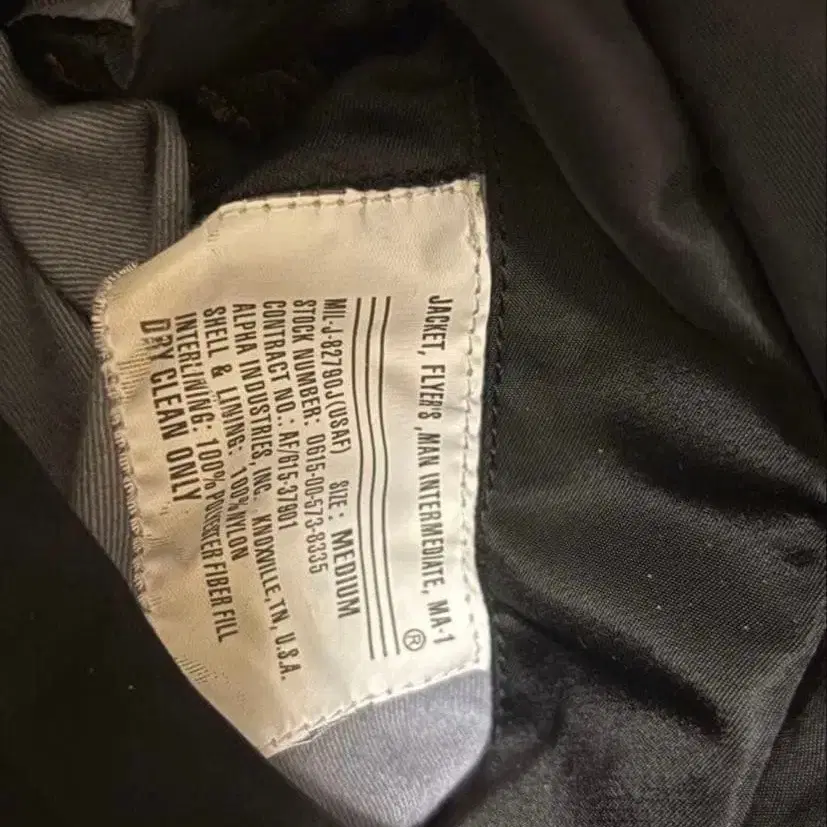 JACKET, FLYER'S ,MAN INTERMEDIATE, MA-1
®
MIL-J-82790J(USAF) SIZE: MEDIUM
STOCK NUMBER: 0615-00-573-8335
CONTRACT NO.: AF/615-37901
ALPHA INDUSTRIES, INC. KNOXVILLE,TN, U.S.A.
SHELL & LINING: 100%NYLON
INTERLINING: 100% POLYESTER FIBER FILL
DRY CLEAN ONLY